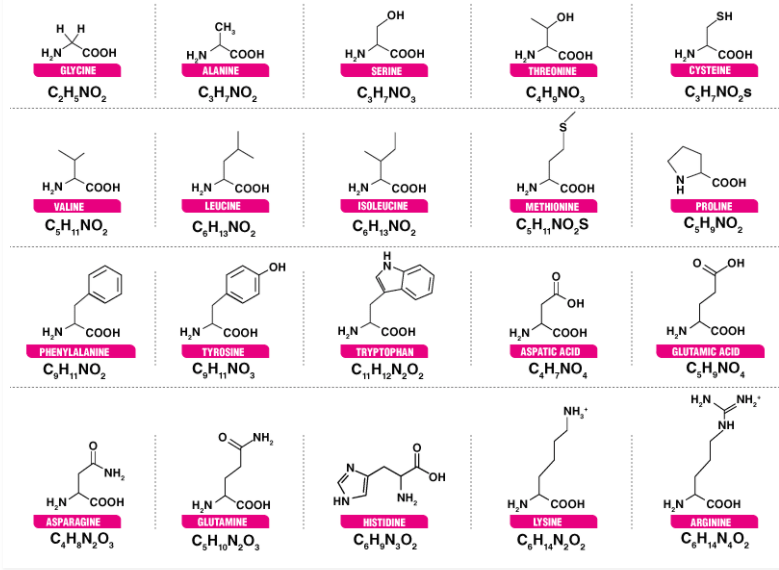 H H
H₂N COOH
GLYCINE
C₂H₅NO₂
CH₃
H₂N COOH
ALANINE
C₃H₇NO₂
OH
H₂N COOH
SERINE
C₃H₇NO₃
OH
H₂N COOH
THREONINE
C₄H₉NO₃
SH
H₂N COOH
CYSTEINE
C₃H₇NO₂s
H₂N COOH
VALINE
C₅H₁₁NO₂
H₂N COOH
LEUCINE
C₆H₁₃NO₂
H₂N COOH
ISOLEUCINE
C₆H₁₃NO₂
S
H₂N COOH
METHIONINE
C₅H₁₁NO₂S
N COOH
H
PROLINE
C₅H₉NO₂
H₂N COOH
PHENYLALANINE
C₉H₁₁NO₂
OH
H₂N COOH
TYROSINE
C₉H₁₁NO₃
H
N
H₂N COOH
TRYPTOPHAN
C₁₁H₁₂N₂O₂
O
OH
H₂N COOH
ASPATIC ACID
C₄H₇NO₄
O OH
H₂N COOH
GLUTAMIC ACID
C₅H₉NO₄
O
NH₂
H₂N COOH
ASPARAGINE
C₄H₈N₂O₃
O NH₂
H₂N COOH
GLUTAMINE
C₅H₁₀N₂O₃
N O
OH
HN NH₂
HISTIDINE
C₆H₉N₃O₂
NH₃⁺
H₂N COOH
LYSINE
C₆H₁₄N₂O₂
H₂N NH₂⁺
NH
H₂N COOH
ARGININE
C₆H₁₄N₄O₂